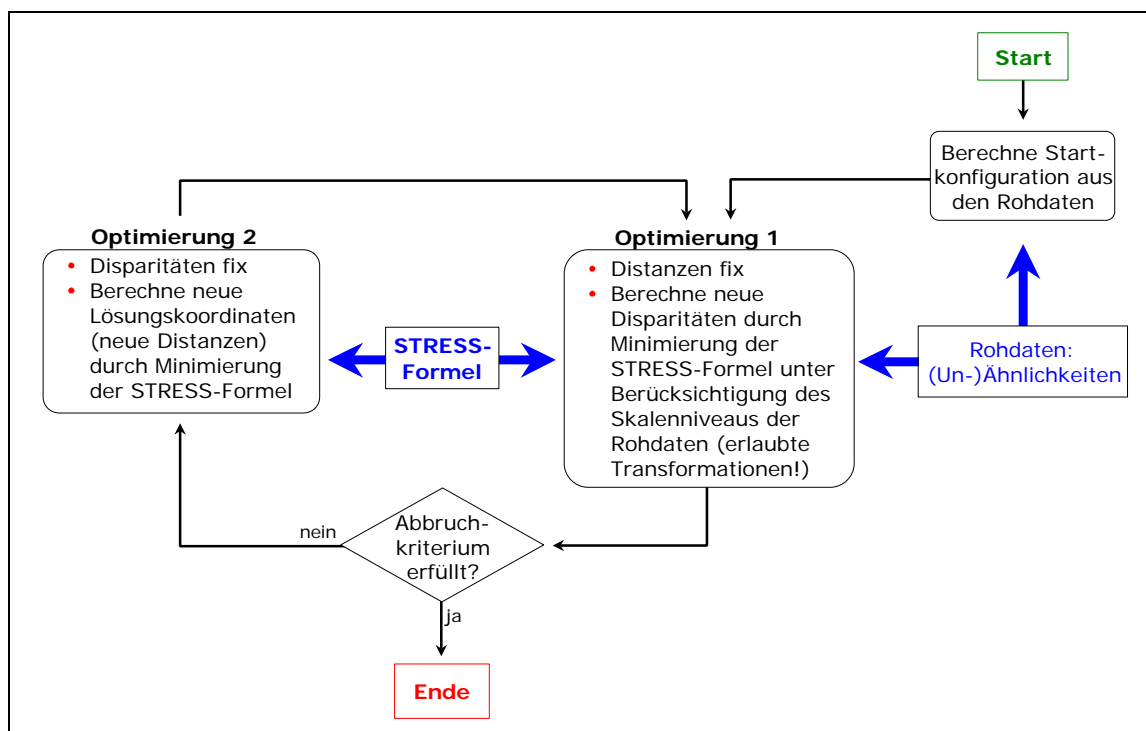 Start
Berechne Start-
konfiguration aus
den Rohdaten
Optimierung 2
• Disparitäten fix
• Berechne neue
Lösungskoordinaten
(neue Distanzen)
durch Minimierung
der STRESS-Formel
STRESS-
Formel
Optimierung 1
• Distanzen fix
• Berechne neue
Disparitäten durch
Minimierung der
STRESS-Formel unter
Berücksichtigung des
Skalenniveaus der
Rohdaten (erlaubte
Transformationen!)
Rohdaten:
(Un-)Ähnlichkeiten
nein
Abbruch-
kriterium
erfüllt?
ja
Ende